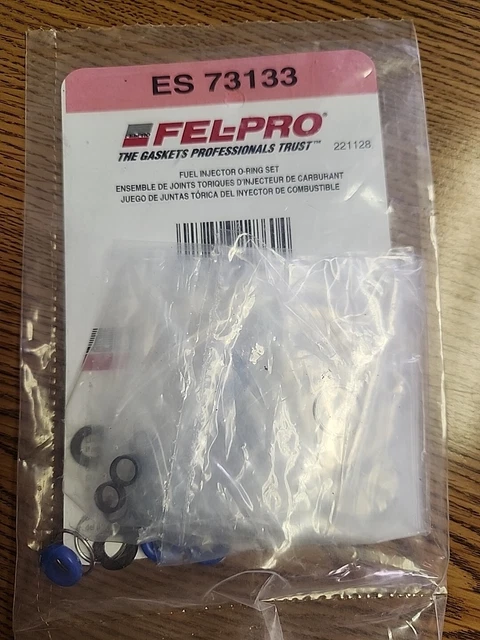 ES 73133
FEL-PRO®
THE GASKETS PROFESSIONALS TRUST™ 221128
FUEL INJECTOR O-RING SET
ENSEMBLE DE JOINTS TORIQUES D'INJECTEUR DE CARBURANT
JUEGO DE JUNTAS TÓRICA DEL INYECTOR DE COMBUSTIBLE